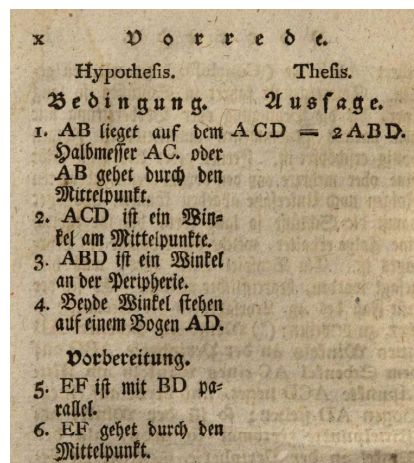 x Vorrede.
Hypothesis. Thesis.
Bedingung. Aussage.
1. AB lieget auf dem ACD = 2ABD.
Halbmesser AC. oder
AB gehet durch den
Mittelpunkt.
2. ACD ist ein Win=
kel am Mittelpunkte.
3. ABD ist ein Winkel
an der Peripherie.
4. Beyde Winkel stehen
auf einem Bogen AD.
Vorbereitung.
5. EF ist mit BD pa=
rallel.
6. EF gehet durch den
Mittelpunkt.